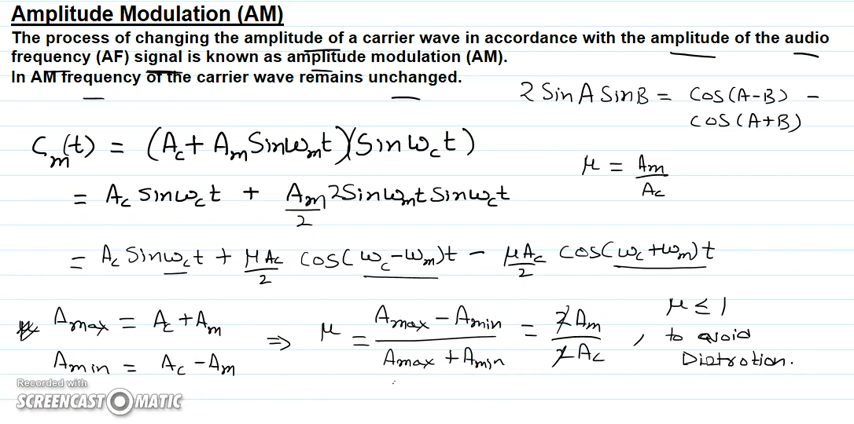 Amplitude Modulation (AM)
The process of changing the amplitude of a carrier wave in accordance with the amplitude of the audio
frequency (AF) signal is known as amplitude modulation (AM).
In AM frequency of the carrier wave remains unchanged.
2 Sin A Sin B = Cos(A-B) -
Cos(A+B)
Cm(t) = (Ac + Am Sinωmt)(Sinωct)
μ = Am/Ac
= Ac Sinωct + Am/2 2Sinωmt Sinωct
= Ac Sinωct + μAc/2 Cos(ωc-ωm)t - μAc/2 Cos(ωc+ωm)t
Amax = Ac + Am
Amin = Ac - Am
⇒ μ = Amax - Amin / Amax + Amin = 2Am / 2Ac ,
μ ≤ 1
to avoid
Distrotion.
Recorded with
SCREENCAST O MATIC